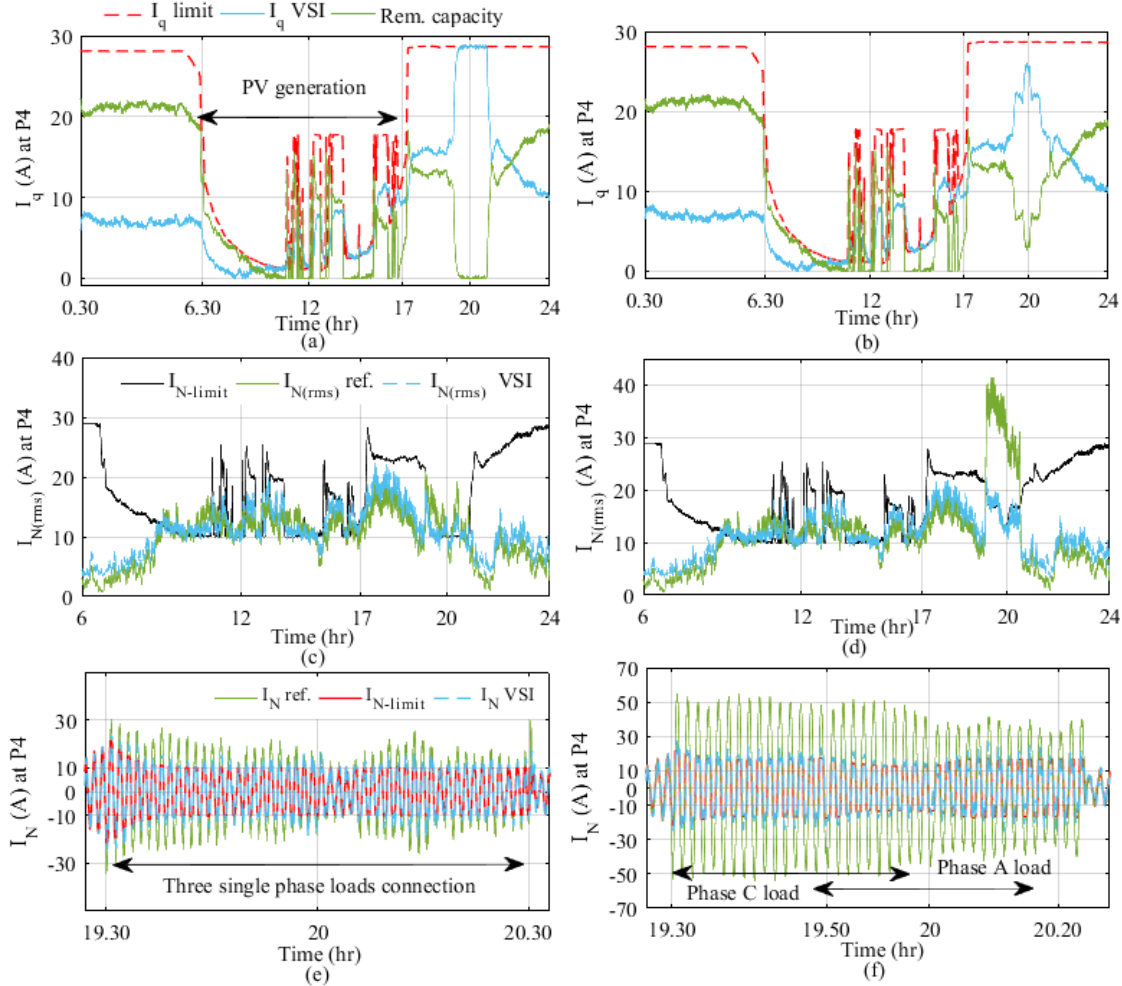 I_q limit I_q VSI Rem. capacity
I_q (A) at P4
30
20
10
0
PV generation
0.30 6.30 12 17 20 24
Time (hr)
(a)
I_q (A) at P4
30
20
10
0
0.30 6.30 12 17 20 24
Time (hr)
(b)
I_N(rms) (A) at P4
40
30
20
10
0
I_N-limit I_N(rms) ref. I_N(rms) VSI
6 12 17 20 24
Time (hr)
(c)
I_N(rms) (A) at P4
40
30
20
10
0
6 12 17 20 24
Time (hr)
(d)
I_N (A) at P4
30
10
0
-10
-30
I_N ref. I_N-limit I_N VSI
Three single phase loads connection
19.30 20 20.30
Time (hr)
(e)
I_N (A) at P4
70
50
30
10
0
-10
-30
-50
-70
Phase A load
Phase C load
19.30 19.50 20 20.20
Time (hr)
(f)